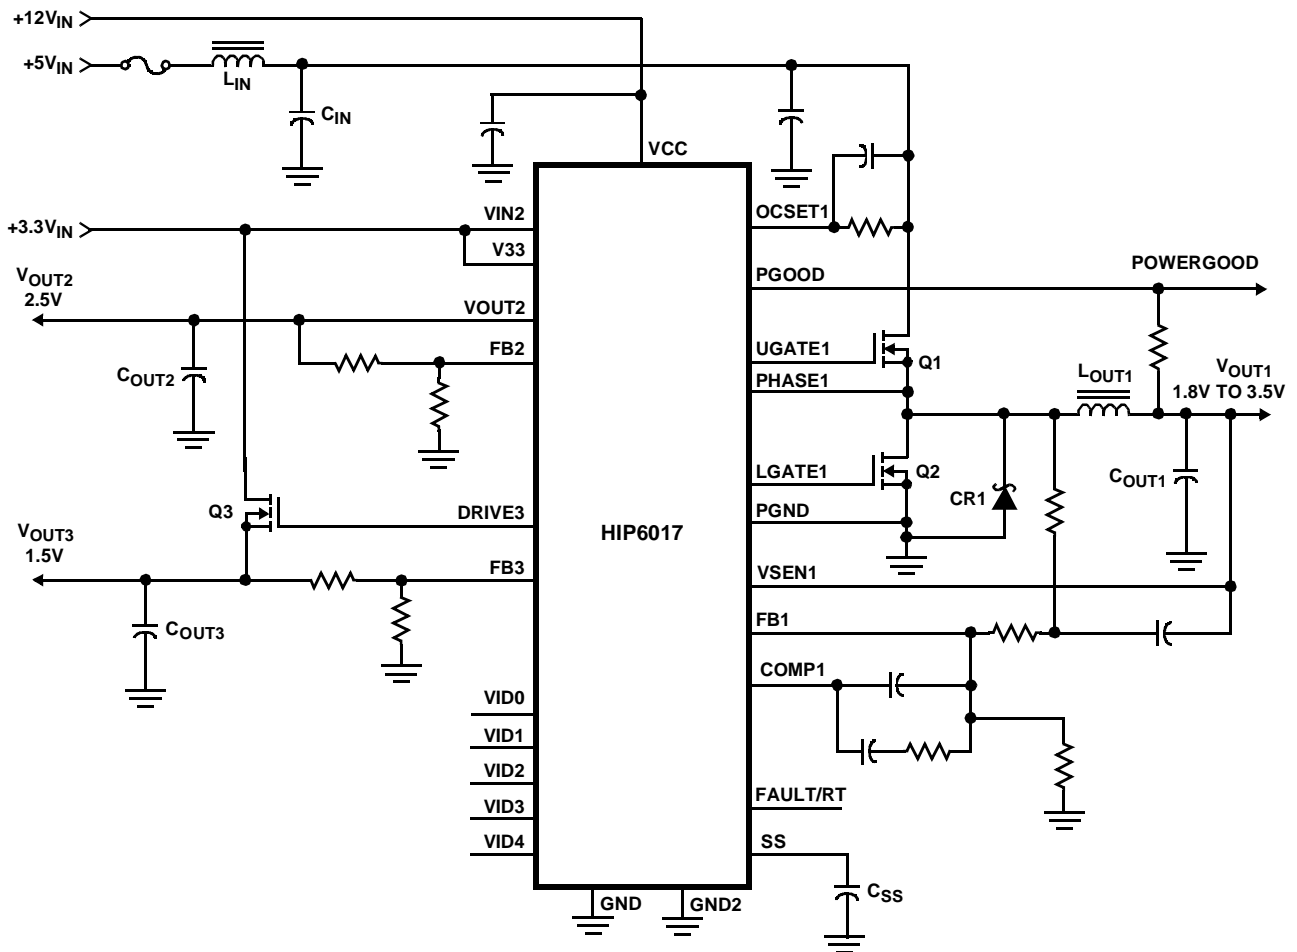 +12VIN
+5VIN
LIN
CIN
VCC
+3.3VIN
VIN2
V33
OCSET1
VOUT2
2.5V
VOUT2
PGOOD
POWERGOOD
FB2
COUT2
UGATE1
Q1
PHASE1
LOUT1
VOUT1
1.8V TO 3.5V
LGATE1
Q2
CR1
COUT1
Q3
DRIVE3
PGND
HIP6017
VOUT3
1.5V
FB3
VSEN1
COUT3
FB1
COMP1
VID0
VID1
VID2
VID3
VID4
FAULT/RT
SS
CSS
GND
GND2